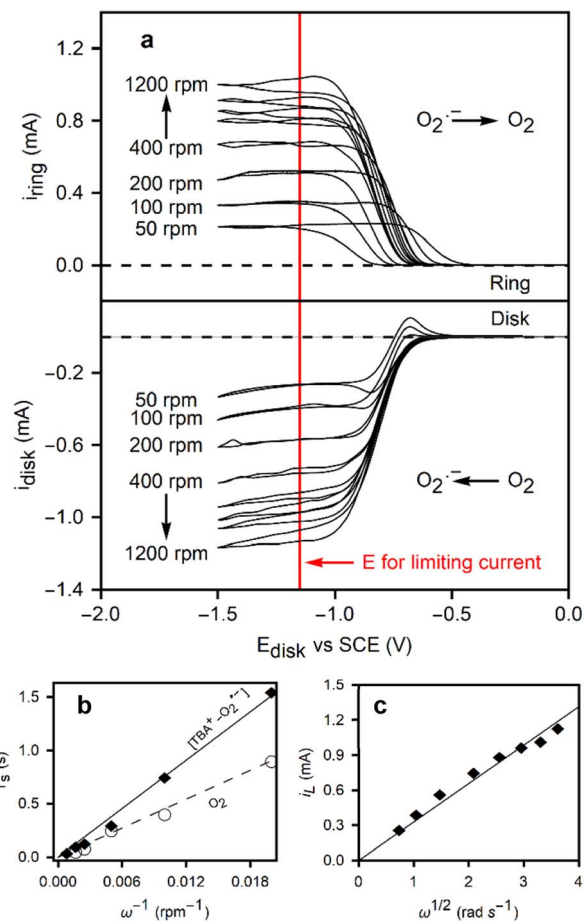 a
1.2
0.8
0.4
0.0
i_ring (mA)
1200 rpm
400 rpm
200 rpm
100 rpm
50 rpm
O₂·⁻ → O₂
Ring
Disk
-0.2
-0.6
-1.0
-1.4
i_disk (mA)
50 rpm
100 rpm
200 rpm
400 rpm
1200 rpm
O₂·⁻ ← O₂
E for limiting current
−2.0 −1.5 −1.0 −0.5 0.0
E_disk vs SCE (V)
b
1.5
1.0
0.5
0.0
(s)
[TBA⁺−O₂·⁻]
O₂
0.000 0.006 0.012 0.018
ω⁻¹ (rpm⁻¹)
c
1.5
1.2
0.9
0.6
0.3
0.0
i_L (mA)
0 1 2 3 4
ω^1/2 (rad s⁻¹)